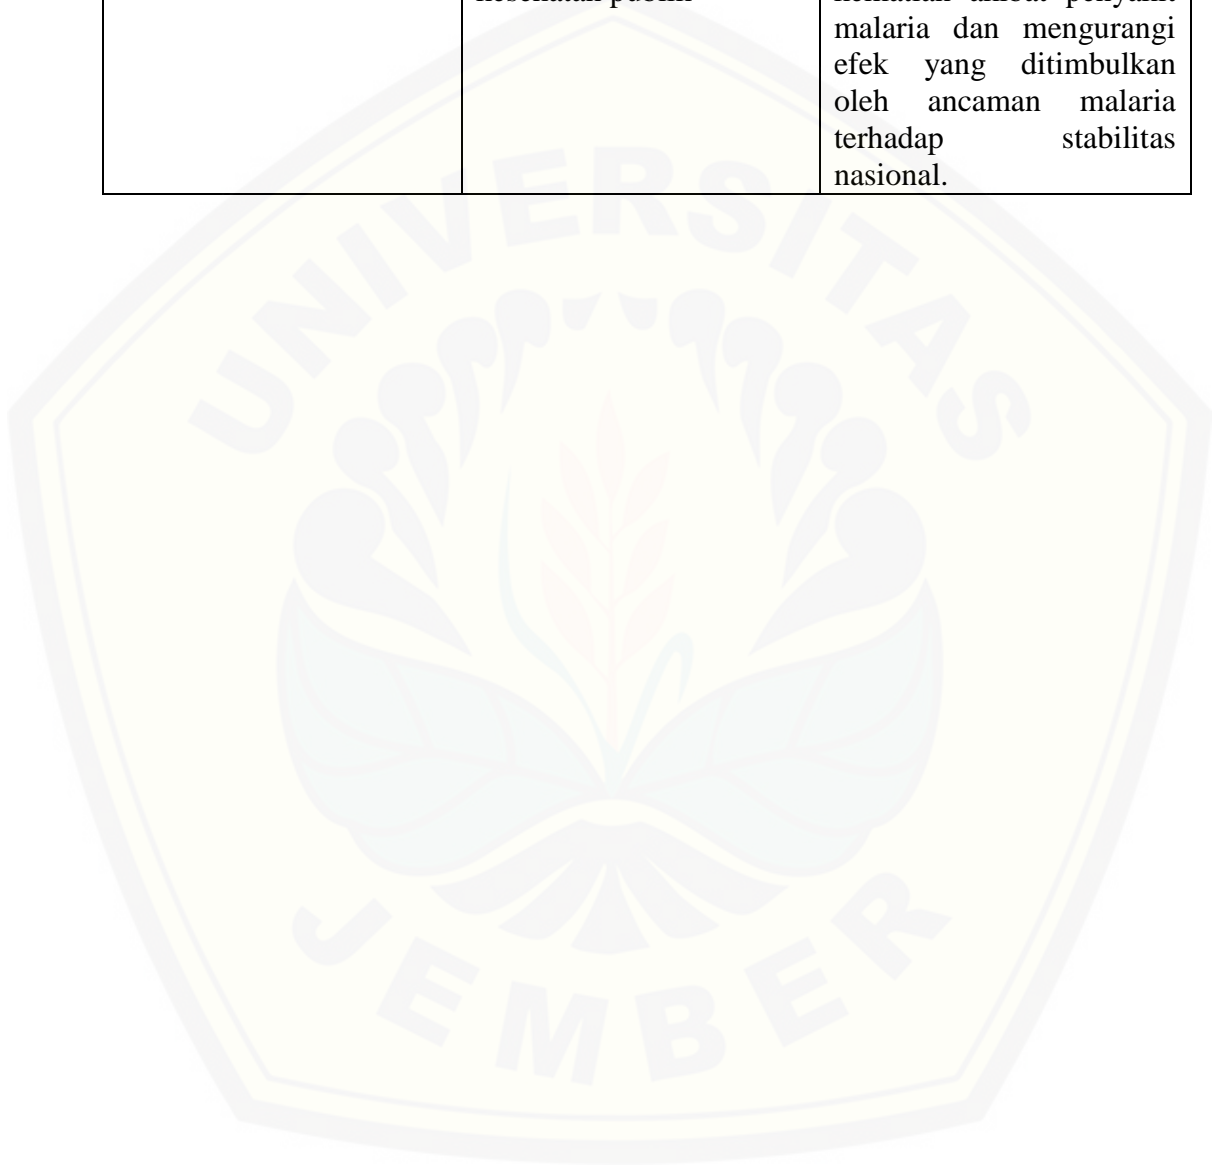 malaria dan mengurangi
efek yang ditimbulkan
oleh ancaman malaria
terhadap stabilitas
nasional.
UNIVERSITAS
JEMBER